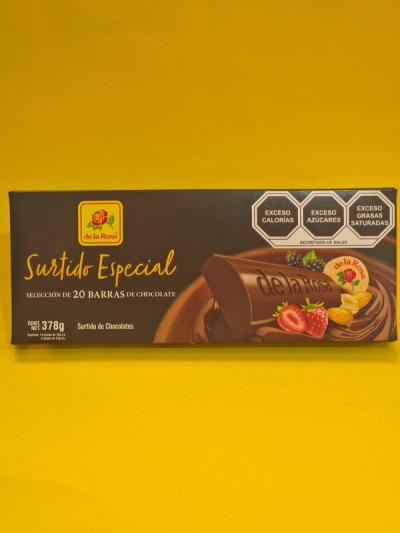 EXCESO
CALORÍAS
EXCESO
AZÚCARES
EXCESO
GRASAS
SATURADAS
SECRETARÍA DE SALUD
de la Rosa
Surtido Especial
SELECCIÓN DE 20 BARRAS DE CHOCOLATE
de la Rosa
de la Rosa
CONT.
NET. 378g
Surtido de Chocolates